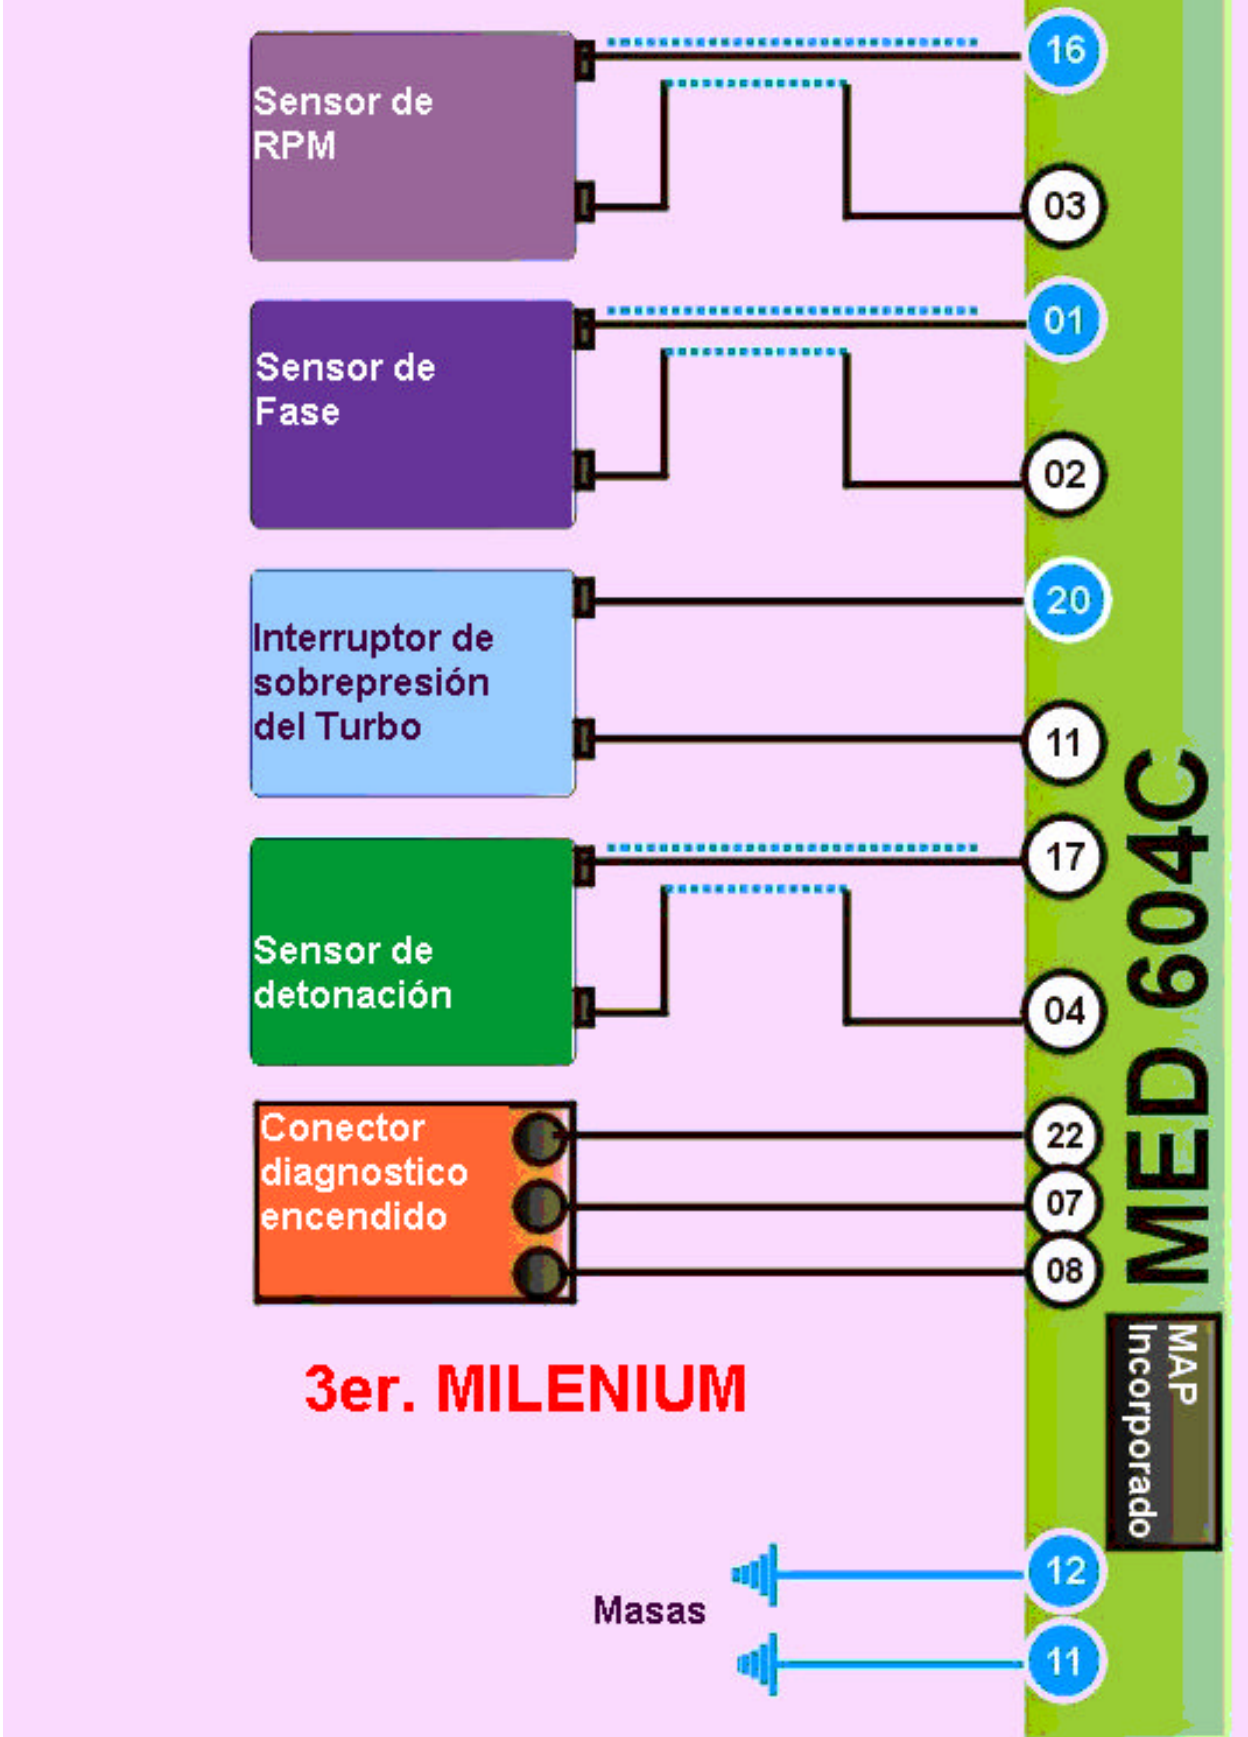 Sensor de
RPM
16
03
Sensor de
Fase
01
02
Interruptor de
sobrepresión
del Turbo
20
11
Sensor de
detonación
17
04
Conector
diagnostico
encendido
22
07
08
MED 604C
MAP
Incorporado
3er. MILENIUM
Masas
12
11